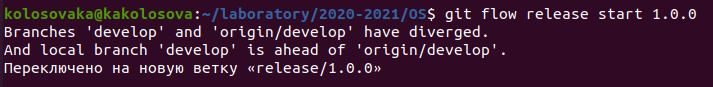 kolosovaka@kakolosova:~/laboratory/2020-2021/OS$ git flow release start 1.0.0
Branches 'develop' and 'origin/develop' have diverged.
And local branch 'develop' is ahead of 'origin/develop'.
Переключено на новую ветку «release/1.0.0»